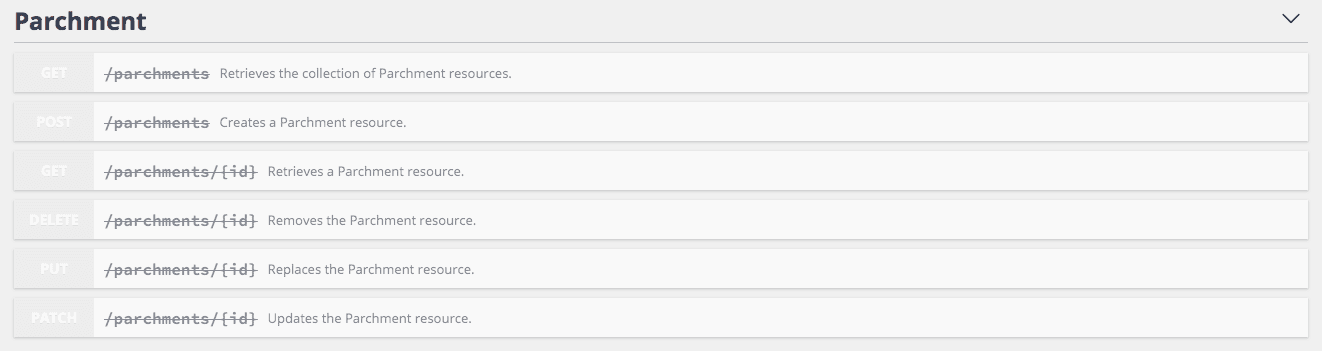 Parchment
GET /parchments Retrieves the collection of Parchment resources.
POST /parchments Creates a Parchment resource.
GET /parchments/{id} Retrieves a Parchment resource.
DELETE /parchments/{id} Removes the Parchment resource.
PUT /parchments/{id} Replaces the Parchment resource.
PATCH /parchments/{id} Updates the Parchment resource.